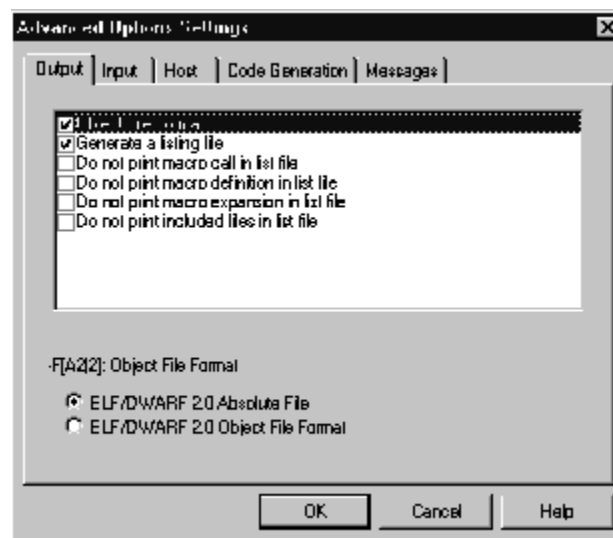 Advanced Options Settings
Output Input Host Code Generation Messages
Generate a listing file
Do not print macro call in list file
Do not print macro definition in list file
Do not print macro expansion in list file
Do not print included files in list file
-F[A2|2]: Object File Format
ELF/DWARF 2.0 Absolute File
ELF/DWARF 2.0 Object File Format
OK Cancel Help